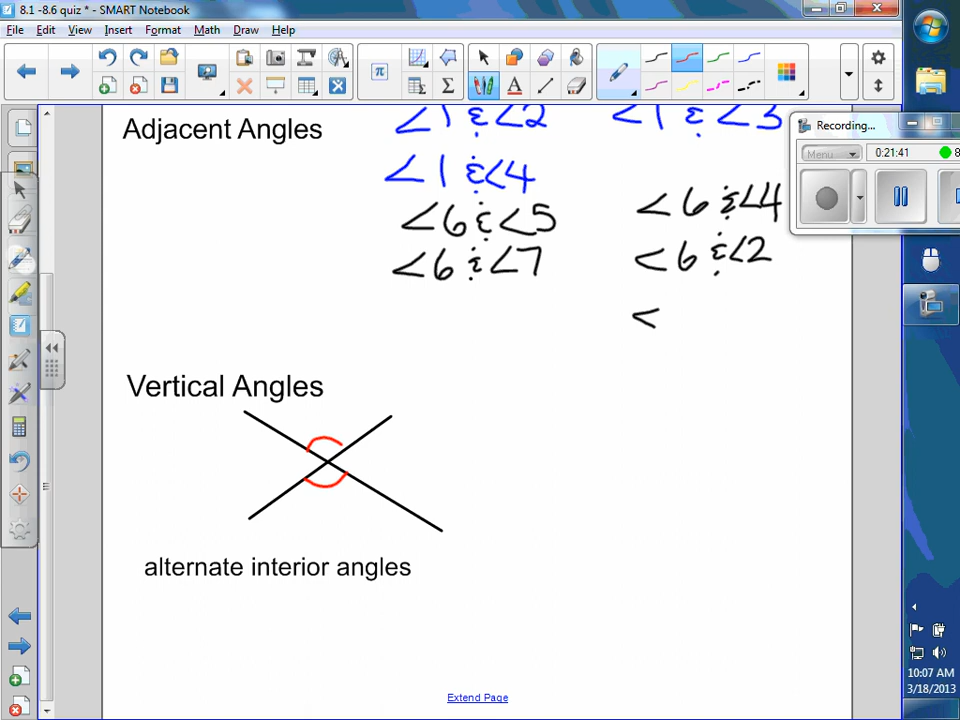 8.1 -8.6 quiz * - SMART Notebook
File Edit View Insert Format Math Draw Help
Recording...
Menu
0:21:41
8
Adjacent Angles
<1 & <2
<1 & <3
<1 & <4
<6 & <5
<6 & <4
<6 & <7
<6 & <2
<
Vertical Angles
alternate interior angles
Extend Page
10:07 AM
3/18/2013